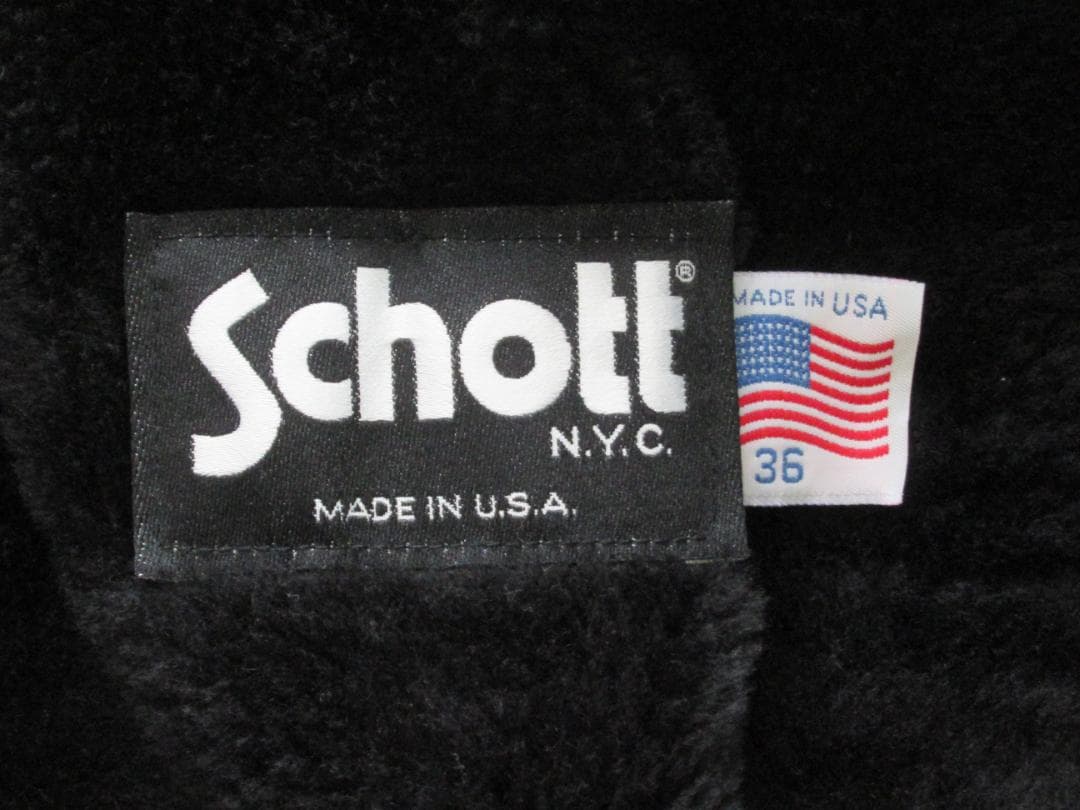 Schott®
N.Y.C.
MADE IN U.S.A.
MADE IN USA
36